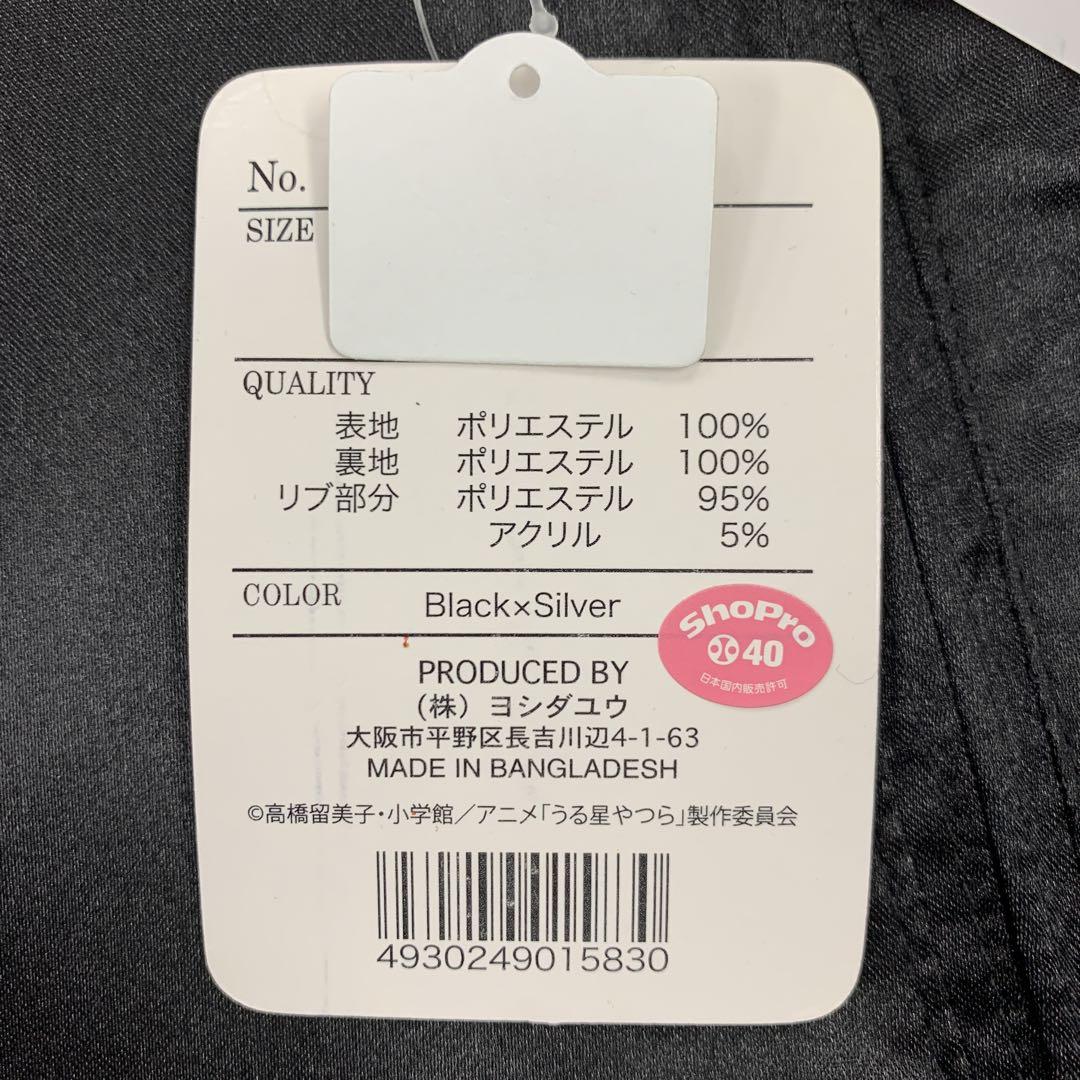 No.
SIZE
QUALITY
表地 ポリエステル 100%
裏地 ポリエステル 100%
リブ部分 ポリエステル 95%
アクリル 5%
COLOR Black×Silver
ShoPro
40
日本国内販売許可
PRODUCED BY
(株)ヨシダユウ
大阪市平野区長吉川辺4-1-63
MADE IN BANGLADESH
©高橋留美子・小学館／アニメ「うる星やつら」製作委員会
4930249015830